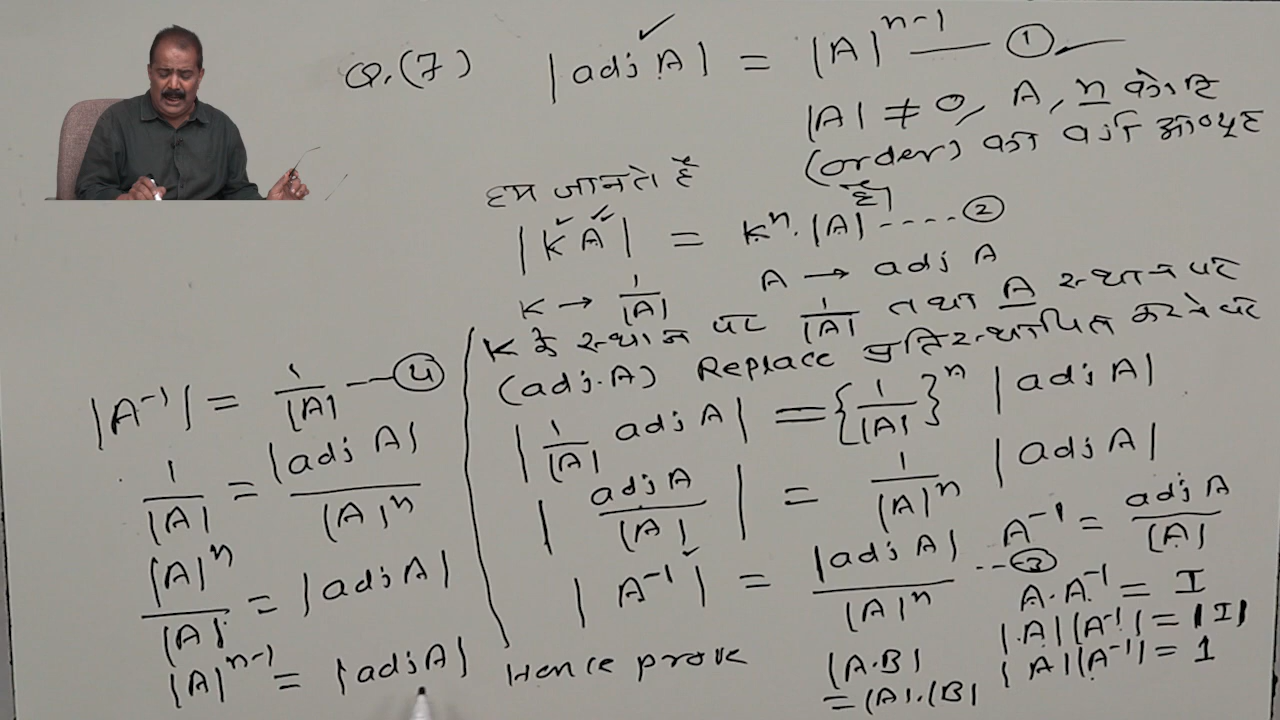 Q.(7) |adj A| = |A|^{n-1} —— ①
|A| ≠ 0, A, n कोटि
(order) का वर्ग आव्यूह
है।
हम जानते हैं
|K A| = K^n. |A| ---- ②
K → 1/|A| A → adj A
K के स्थान पर 1/|A| तथा A स्थान पर
(adj.A) Replace प्रतिस्थापित करने पर
|1/|A| adj A| = {1/|A|}^n |adj A|
|adj A/|A|| = 1/|A|^n |adj A|
|A^{-1}| = |adj A|/|A|^n --③
A^{-1} = adj A/|A|
A.A^{-1} = I
|A||A^{-1}| = |I|
|A||A^{-1}| = 1
|A.B|
= |A|.|B|
|A^{-1}| = 1/|A| --- ④
1/|A| = |adj A|/|A|^n
|A|^n/|A| = |adj A|
|A|^{n-1} = |adj A| Hence prove